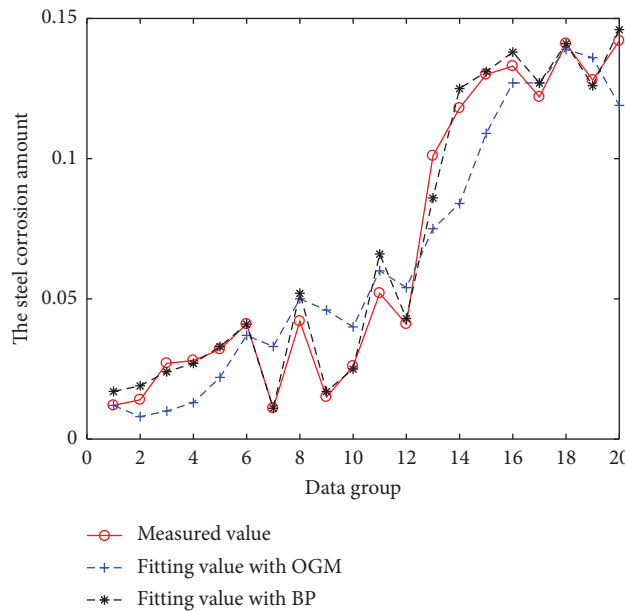 0.15
0.1
0.05
0
The steel corrosion amount
0 2 4 6 8 10 12 14 16 18 20
Data group
Measured value
Fitting value with OGM
Fitting value with BP